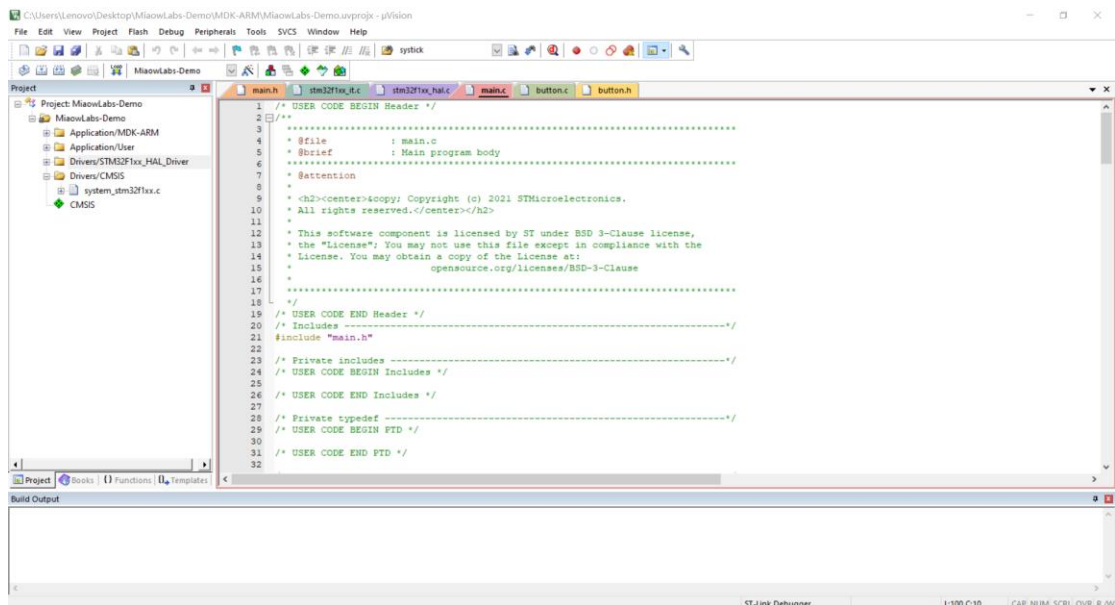 C:\Users\Lenovo\Desktop\MiaowLabs-Demo\MDK-ARM\MiaowLabs-Demo.uvprojx - µVision
File Edit View Project Flash Debug Peripherals Tools SVCS Window Help
systick
MiaowLabs-Demo
Project
Project: MiaowLabs-Demo
MiaowLabs-Demo
Application/MDK-ARM
Application/User
Drivers/STM32F1xx_HAL_Driver
Drivers/CMSIS
system_stm32f1xx.c
CMSIS
Project Books {} Functions Templates
main.h stm32f1xx_it.c stm32f1xx_hal.c main.c button.c button.h
1 /* USER CODE BEGIN Header */
2 /**
3 ******************************************************************************
4 * @file : main.c
5 * @brief : Main program body
6 ******************************************************************************
7 * @attention
8 *
9 * <h2><center>&copy; Copyright (c) 2021 STMicroelectronics.
10 * All rights reserved.</center></h2>
11 *
12 * This software component is licensed by ST under BSD 3-Clause license,
13 * the "License"; You may not use this file except in compliance with the
14 * License. You may obtain a copy of the License at:
15 * opensource.org/licenses/BSD-3-Clause
16 *
17 ******************************************************************************
18 */
19 /* USER CODE END Header */
20 /* Includes ------------------------------------------------------------------*/
21 #include "main.h"
22
23 /* Private includes ----------------------------------------------------------*/
24 /* USER CODE BEGIN Includes */
25
26 /* USER CODE END Includes */
27
28 /* Private typedef -----------------------------------------------------------*/
29 /* USER CODE BEGIN PTD */
30
31 /* USER CODE END PTD */
32
Build Output
ST-Link Debugger L:100 C:10 CAP NUM SCRL OVR R/W